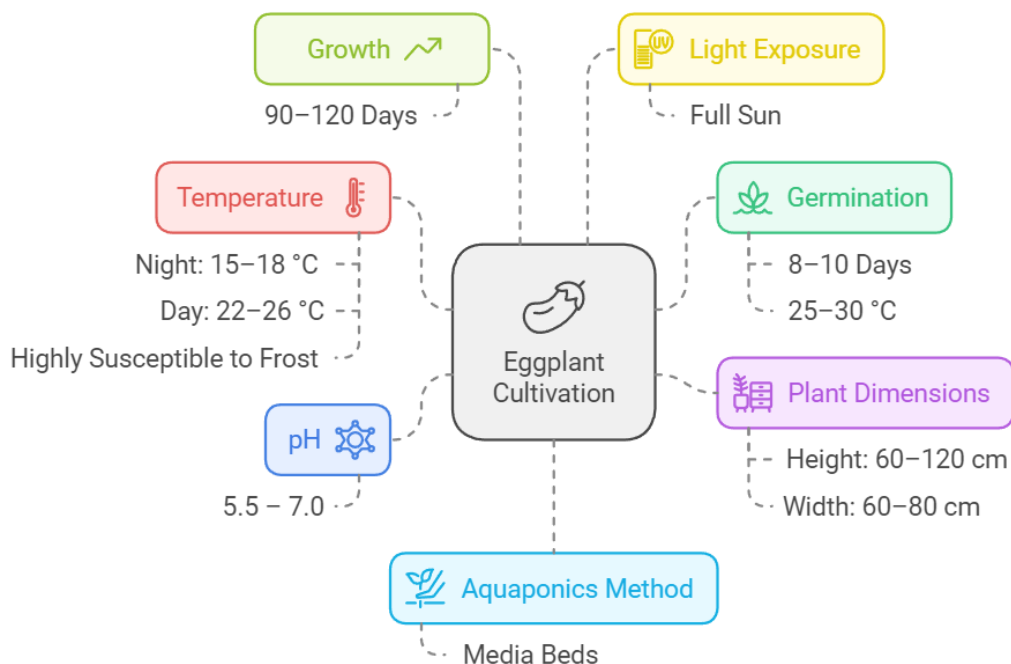 Growth
90–120 Days
UV
Light Exposure
Full Sun
Temperature
Night: 15–18 °C
Day: 22–26 °C
Highly Susceptible to Frost
Germination
8–10 Days
25–30 °C
Eggplant
Cultivation
pH
5.5 – 7.0
Plant Dimensions
Height: 60–120 cm
Width: 60–80 cm
Aquaponics Method
Media Beds